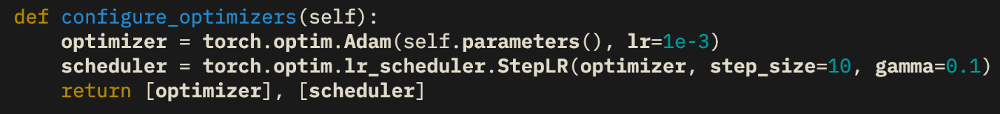 def configure_optimizers(self):
    optimizer = torch.optim.Adam(self.parameters(), lr=1e-3)
    scheduler = torch.optim.lr_scheduler.StepLR(optimizer, step_size=10, gamma=0.1)
    return [optimizer], [scheduler]